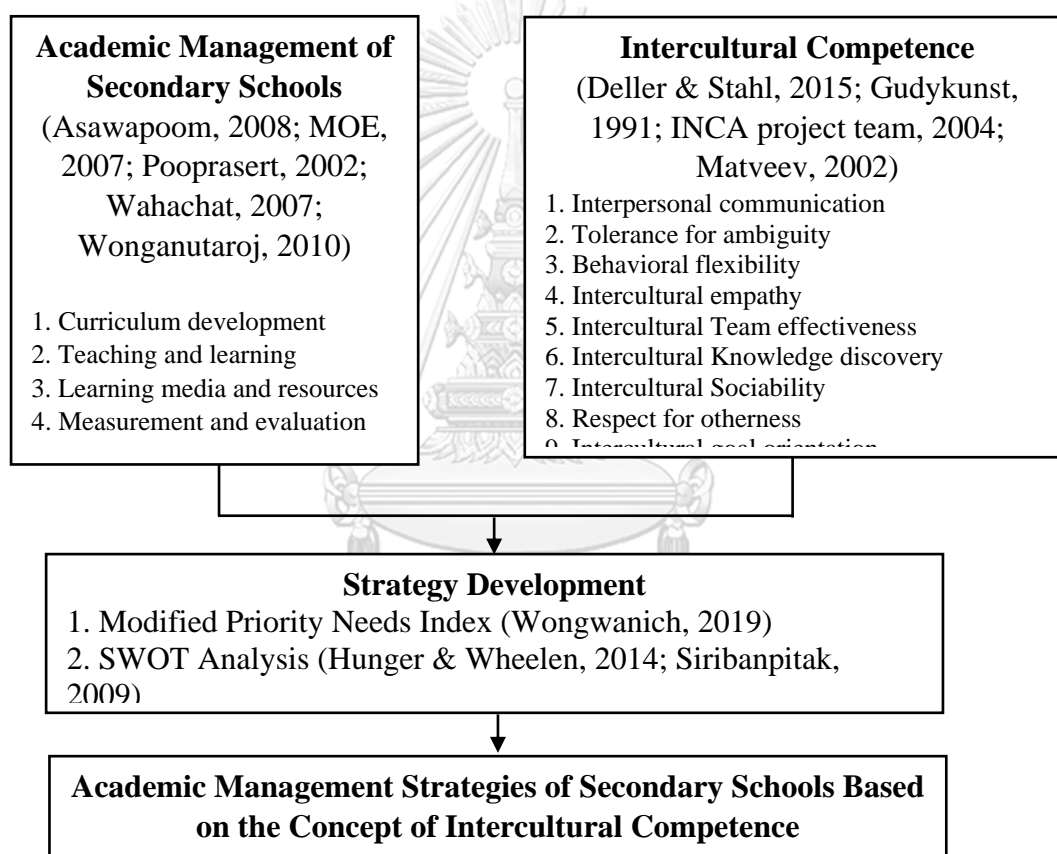 Academic Management of
Secondary Schools
(Asawapoom, 2008; MOE,
2007; Pooprasert, 2002;
Wahachat, 2007;
Wonganutaroj, 2010)
1. Curriculum development
2. Teaching and learning
3. Learning media and resources
4. Measurement and evaluation
Intercultural Competence
(Deller & Stahl, 2015; Gudykunst,
1991; INCA project team, 2004;
Matveev, 2002)
1. Interpersonal communication
2. Tolerance for ambiguity
3. Behavioral flexibility
4. Intercultural empathy
5. Intercultural Team effectiveness
6. Intercultural Knowledge discovery
7. Intercultural Sociability
8. Respect for otherness
9. Intercultural goal orientation
Strategy Development
1. Modified Priority Needs Index (Wongwanich, 2019)
2. SWOT Analysis (Hunger & Wheelen, 2014; Siribanpitak,
2009)
Academic Management Strategies of Secondary Schools Based
on the Concept of Intercultural Competence